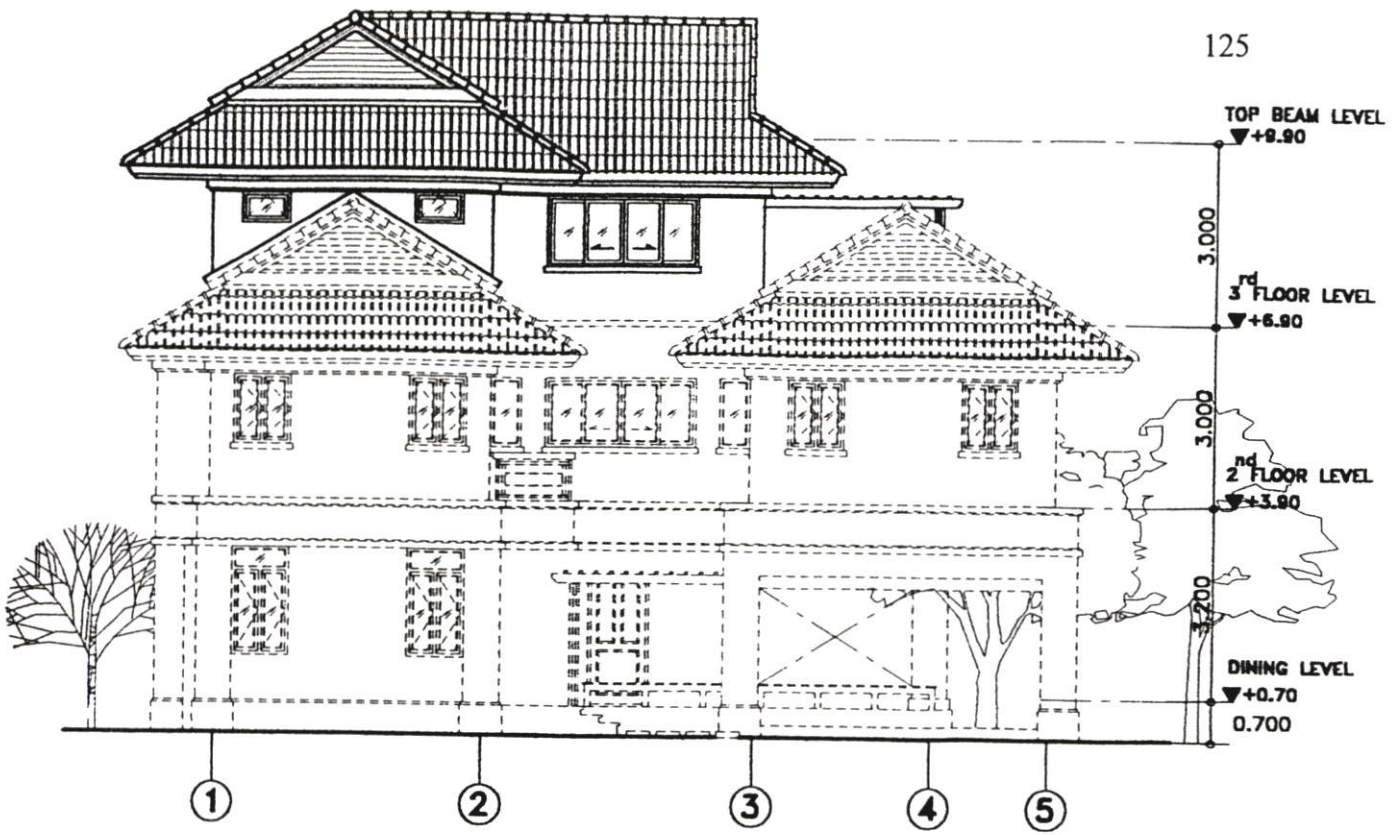 125
TOP BEAM LEVEL
+9.90
3.000
3rd FLOOR LEVEL
+6.90
3.000
2nd FLOOR LEVEL
+3.90
3.200
DINING LEVEL
+0.70
0.700
1 2 3 4 5